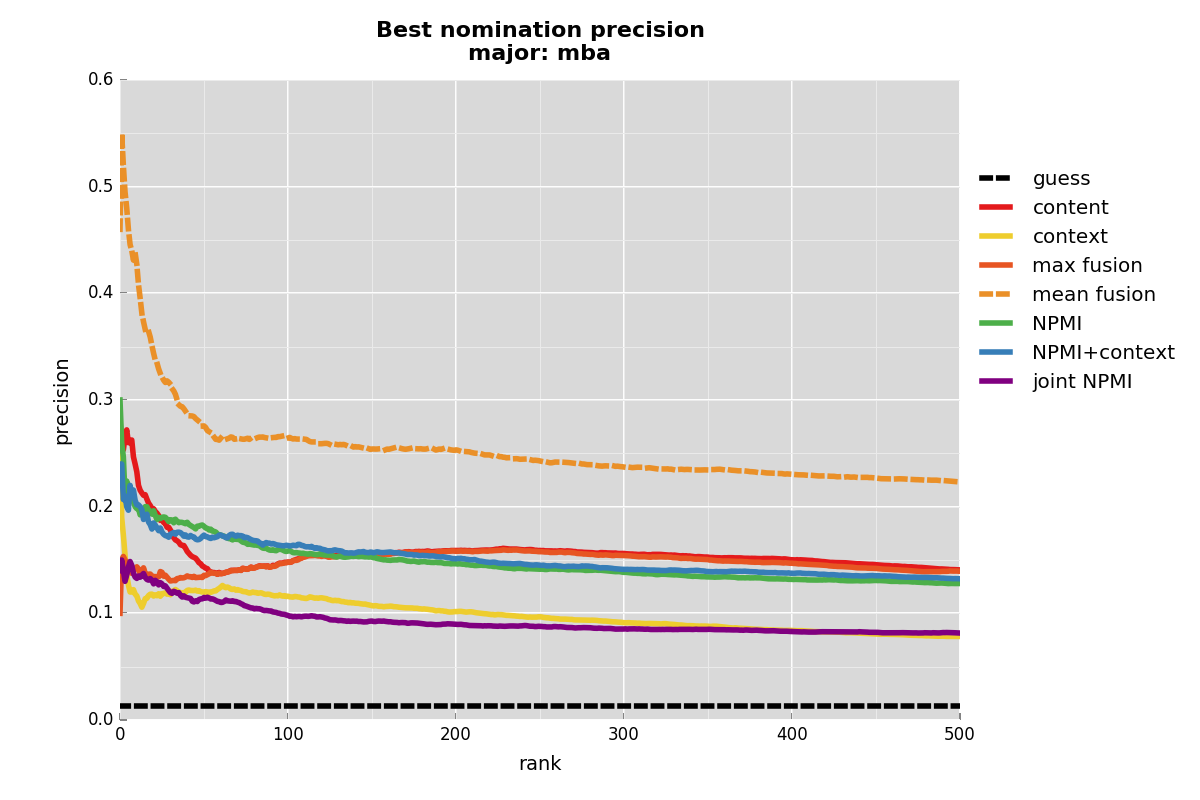 Best nomination precision
major: mba
precision
0.6
0.5
0.4
0.3
0.2
0.1
0.0
0
100
200
300
400
500
rank
guess
content
context
max fusion
mean fusion
NPMI
NPMI+context
joint NPMI